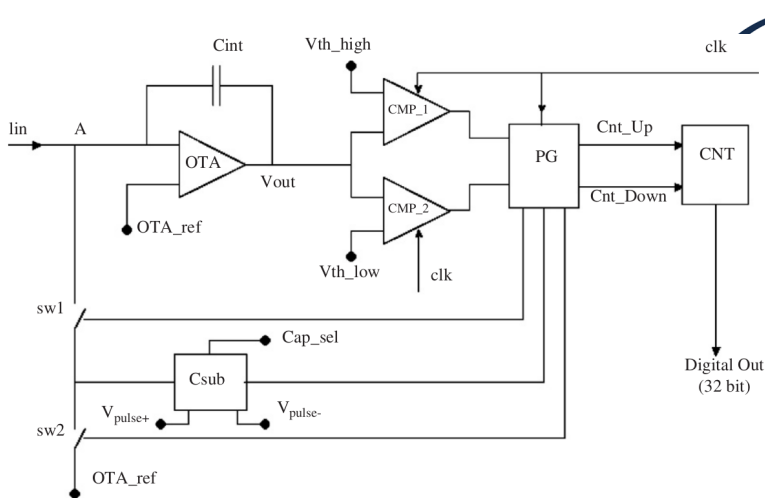 clk
Vth_high
Cint
Iin
A
CMP_1
OTA
Vout
PG
Cnt_Up
CNT
CMP_2
Cnt_Down
OTA_ref
Vth_low
clk
sw1
Cap_sel
Csub
Digital Out
(32 bit)
Vpulse+
Vpulse-
sw2
OTA_ref